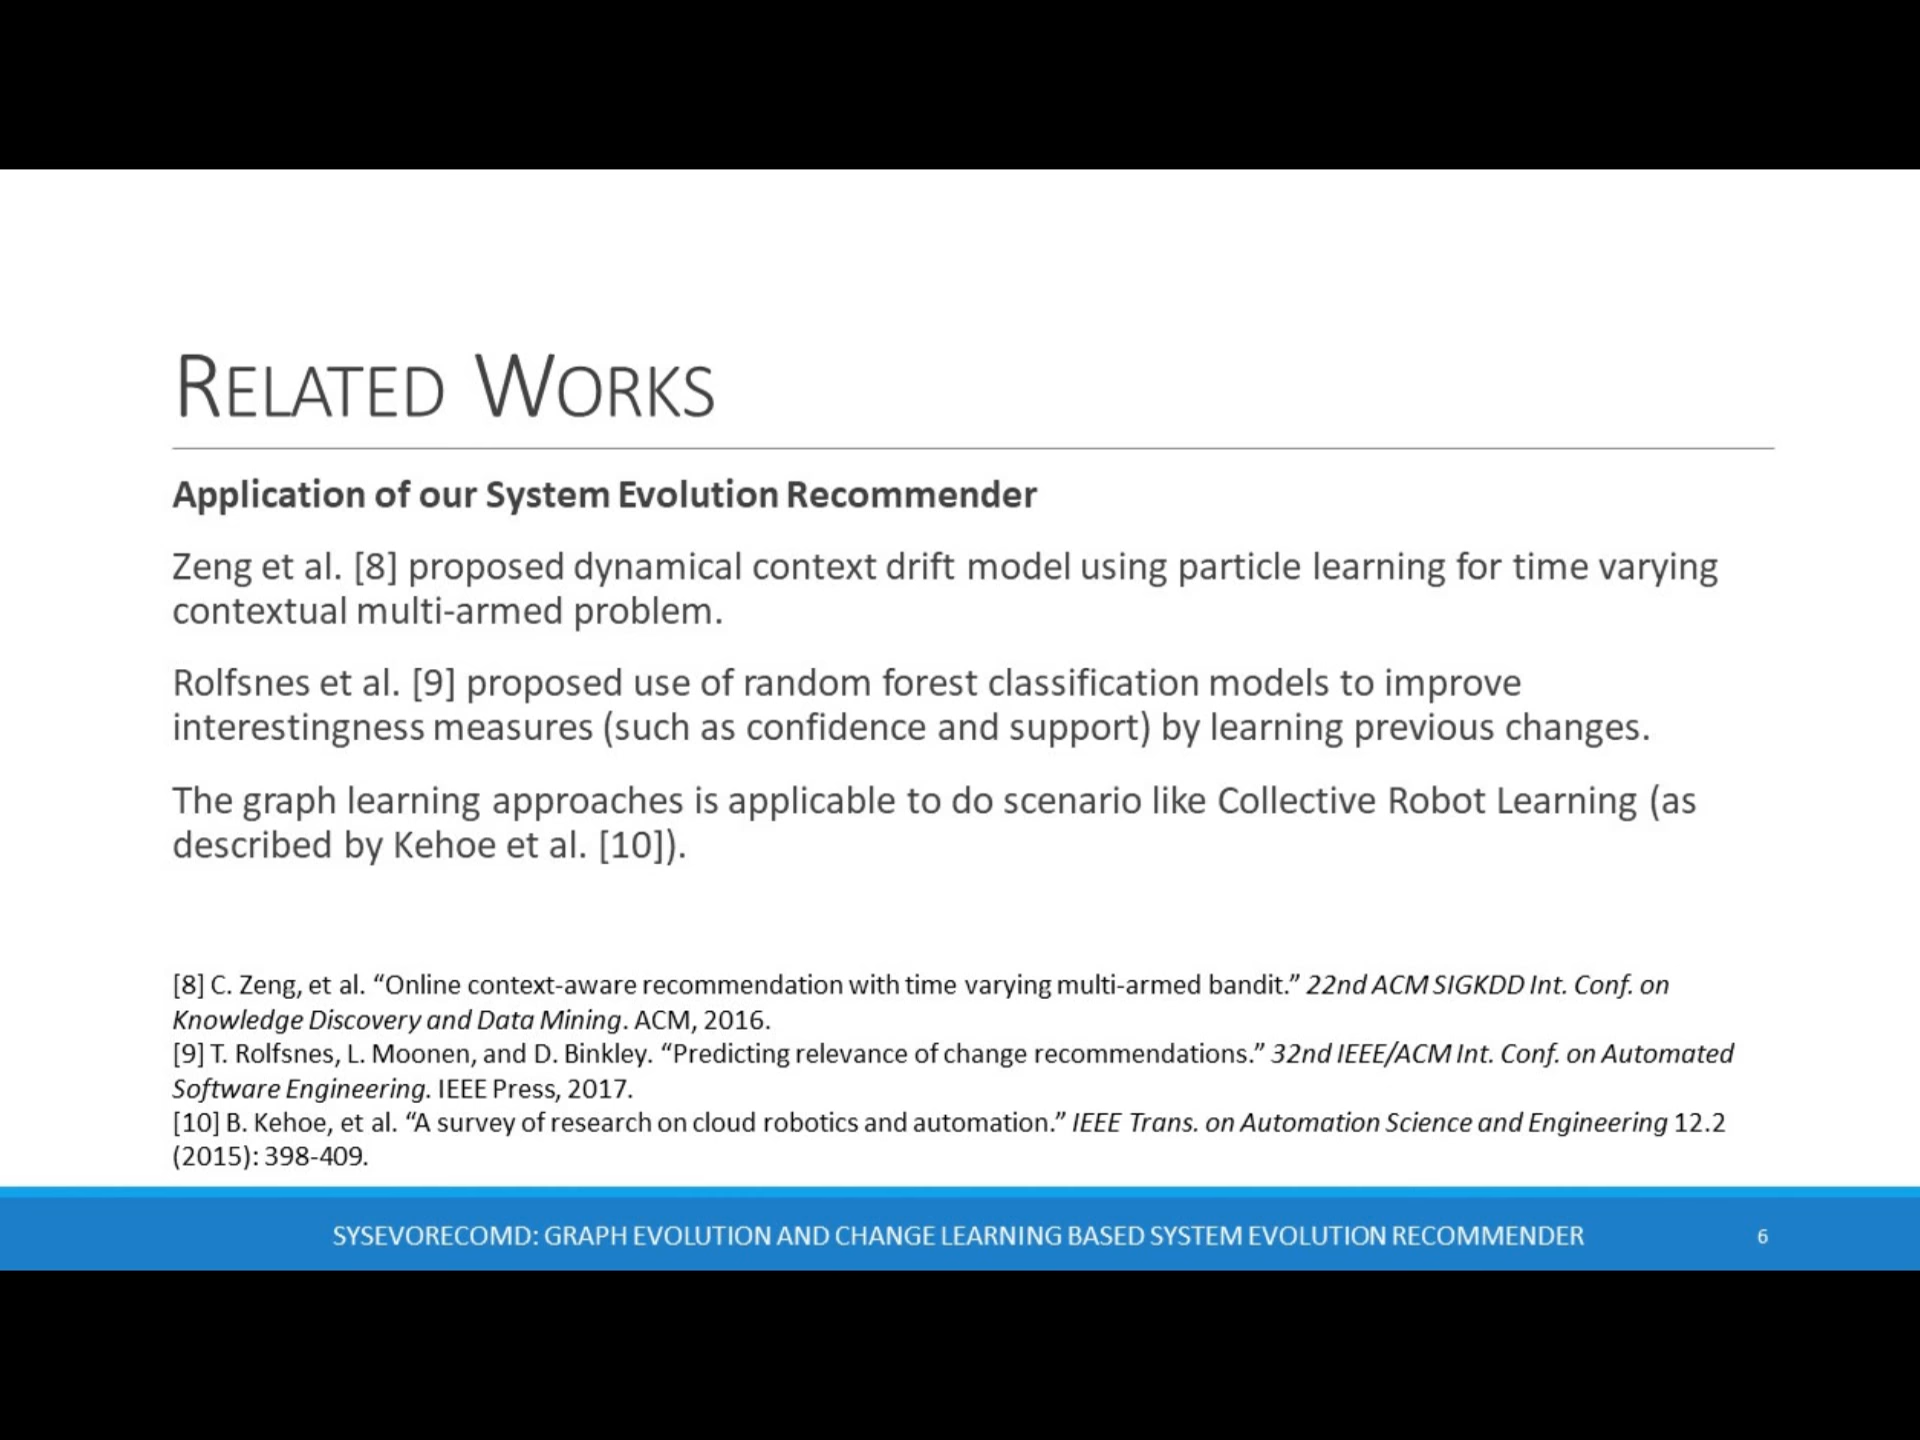 RELATED WORKS
Application of our System Evolution Recommender
Zeng et al. [8] proposed dynamical context drift model using particle learning for time varying
contextual multi-armed problem.
Rolfsnes et al. [9] proposed use of random forest classification models to improve
interestingness measures (such as confidence and support) by learning previous changes.
The graph learning approaches is applicable to do scenario like Collective Robot Learning (as
described by Kehoe et al. [10]).
[8] C. Zeng, et al. “Online context-aware recommendation with time varying multi-armed bandit.” 22nd ACM SIGKDD Int. Conf. on
Knowledge Discovery and Data Mining. ACM, 2016.
[9] T. Rolfsnes, L. Moonen, and D. Binkley. “Predicting relevance of change recommendations.” 32nd IEEE/ACM Int. Conf. on Automated
Software Engineering. IEEE Press, 2017.
[10] B. Kehoe, et al. “A survey of research on cloud robotics and automation.” IEEE Trans. on Automation Science and Engineering 12.2
(2015): 398-409.
SYSEVORECOMD: GRAPH EVOLUTION AND CHANGE LEARNING BASED SYSTEM EVOLUTION RECOMMENDER 6